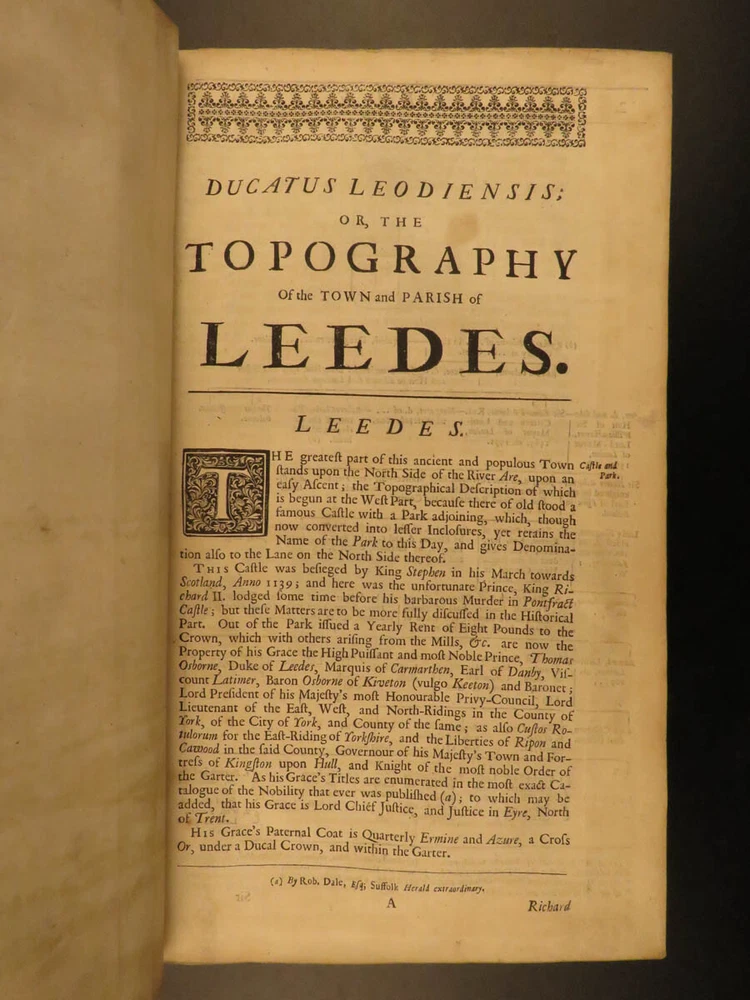 DUCATUS LEODIENSIS;
OR, THE
TOPOGRAPHY
Of the TOWN and PARISH of
LEEDES.
LEEDES.
THE greateſt part of this ancient and populous Town
ſtands upon the North Side of the River Are, upon an
eaſy Aſcent; the Topographical Deſcription of which
is begun at the Weſt Part, becauſe there of old ſtood a
famous Caſtle with a Park adjoining, which, though
now converted into leſſer Incloſures, yet retains the
Name of the Park to this Day, and gives Denomina-
tion alſo to the Lane on the North Side thereof.
Caſtle and
Park.
THIS Caſtle was beſieged by King Stephen in his March towards
Scotland, Anno 1139; and here was the unfortunate Prince, King Ri-
chard II. lodged ſome time before his barbarous Murder in Pontfract
Caſtle; but theſe Matters are to be more fully diſcuſſed in the Hiſtorical
Part. Out of the Park iſſued a Yearly Rent of Eight Pounds to the
Crown, which with others ariſing from the Mills, &c. are now the
Property of his Grace the High Puiſſant and moſt Noble Prince, Thomas
Osborne, Duke of Leedes, Marquis of Carmarthen, Earl of Danby, Viſ-
count Latimer, Baron Osborne of Kiveton (vulgo Keeton) and Baronet;
Lord Preſident of his Majeſty's moſt Honourable Privy-Council, Lord
Lieutenant of the Eaſt, Weſt, and North-Ridings in the County of
York, of the City of York, and County of the ſame; as alſo Cuſtos Ro-
tulorum for the Eaſt-Riding of Yorkſhire, and the Liberties of Ripon and
Cawood in the ſaid County, Governour of his Majeſty's Town and For-
treſs of Kingſton upon Hull, and Knight of the moſt noble Order of
the Garter. As his Grace's Titles are enumerated in the moſt exact Ca-
talogue of the Nobility that ever was publiſhed (a); to which may be
added, that his Grace is Lord Chief Juſtice, and Juſtice in Eyre, North
of Trent.
HIS Grace's Paternal Coat is Quarterly Ermine and Azure, a Croſs
Or, under a Ducal Crown, and within the Garter.
(a) By Rob. Dale, Eſq; Suffolk Herald extraordinary.
A
Richard